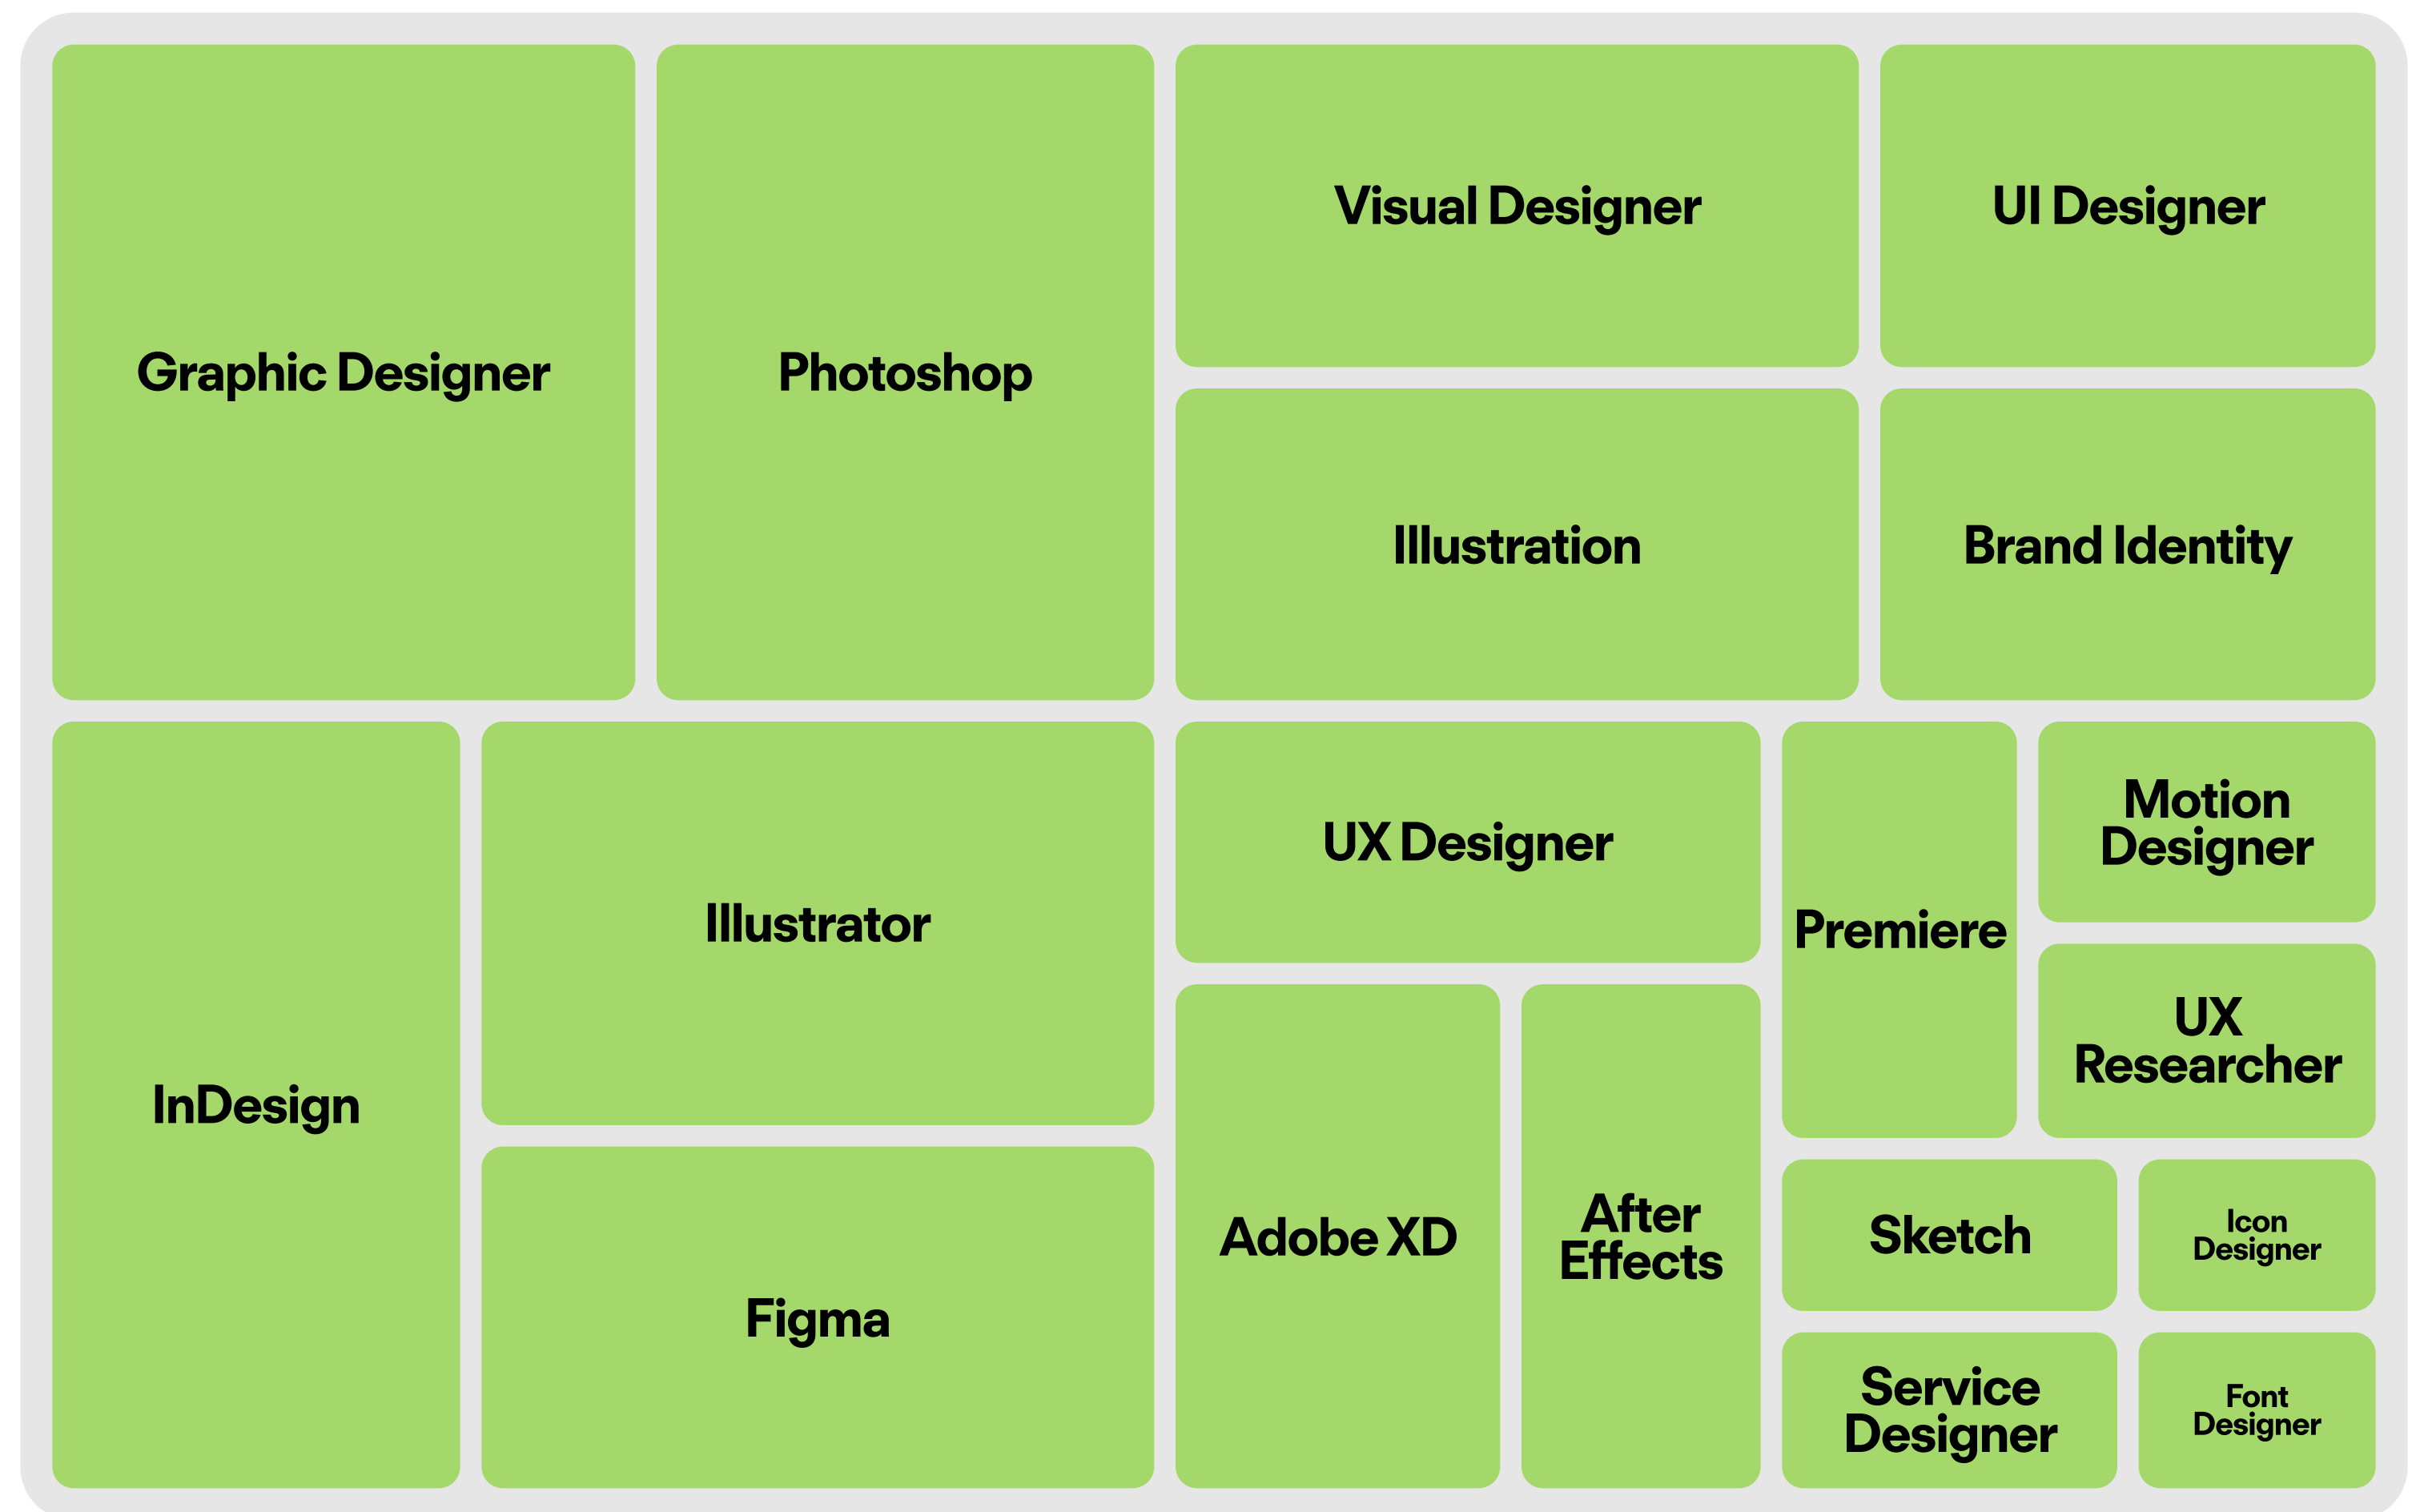 Graphic Designer
Photoshop
Visual Designer
UI Designer
Illustration
Brand Identity
InDesign
Illustrator
Figma
UX Designer
Adobe XD
After
Effects
Premiere
Motion
Designer
UX
Researcher
Sketch
Icon
Designer
Service
Designer
Font
Designer